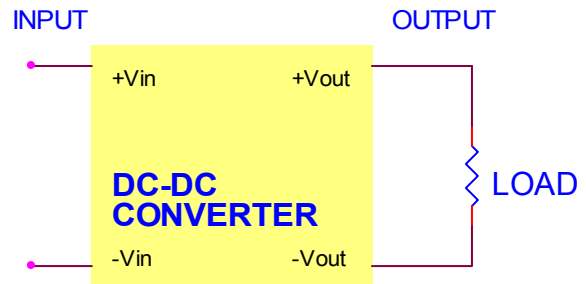 INPUT OUTPUT
+Vin +Vout
DC-DC
CONVERTER
LOAD
-Vin -Vout